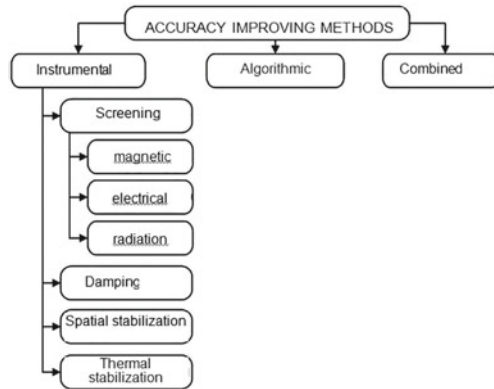 ACCURACY IMPROVING METHODS
Instrumental
Algorithmic
Combined
Screening
magnetic
electrical
radiation
Damping
Spatial stabilization
Thermal
stabilization